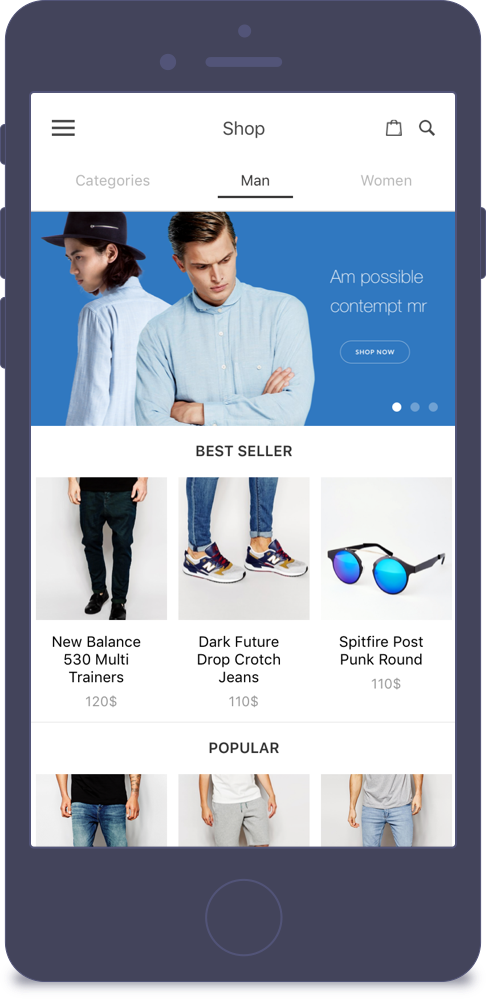 Shop
Categories
Man
Women
Am possible
contempt mr
SHOP NOW
BEST SELLER
New Balance
530 Multi
Trainers
120$
Dark Future
Drop Crotch
Jeans
110$
Spitfire Post
Punk Round
110$
POPULAR